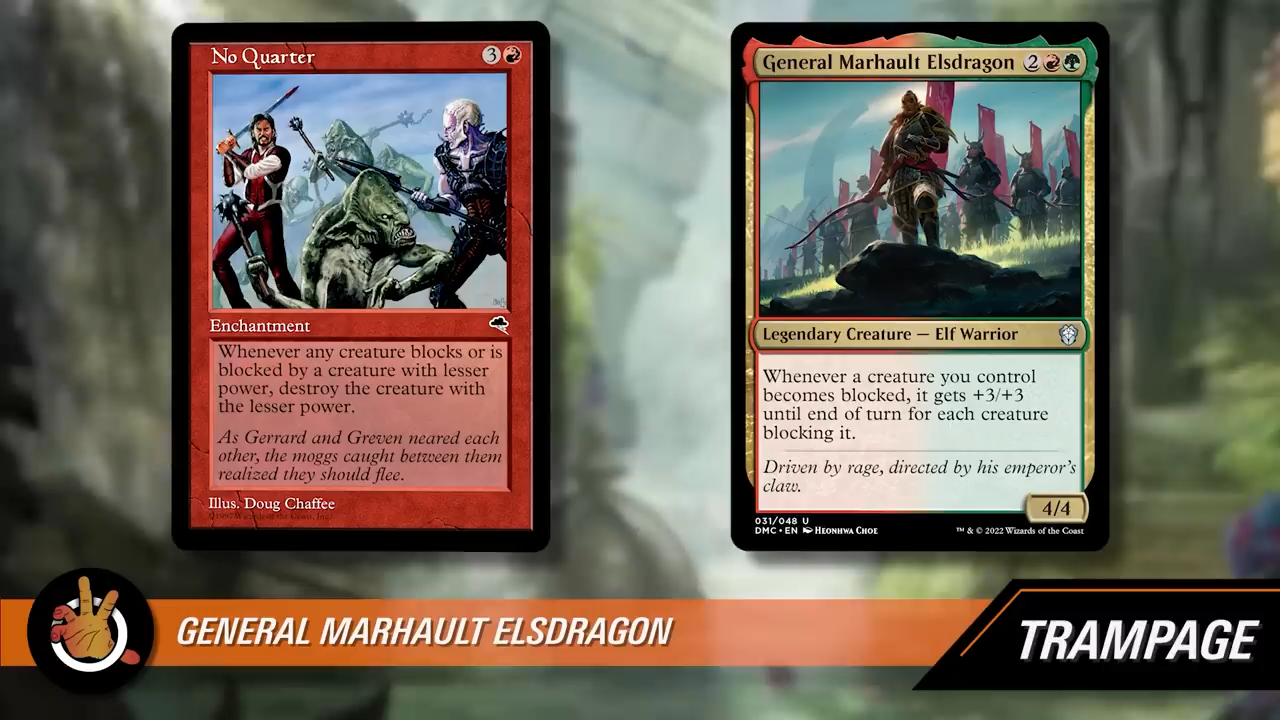 No Quarter
3
Enchantment
Whenever any creature blocks or is
blocked by a creature with lesser
power, destroy the creature with
the lesser power.
As Gerrard and Greven neared each
other, the moggs caught between them
realized they should flee.
Illus. Doug Chaffee
General Marhault Elsdragon
2
Legendary Creature — Elf Warrior
Whenever a creature you control
becomes blocked, it gets +3/+3
until end of turn for each creature
blocking it.
Driven by rage, directed by his emperor's
claw.
4/4
031/048 U
DMC • EN Heonhwa Choe
™ & © 2022 Wizards of the Coast
GENERAL MARHAULT ELSDRAGON
TRAMPAGE